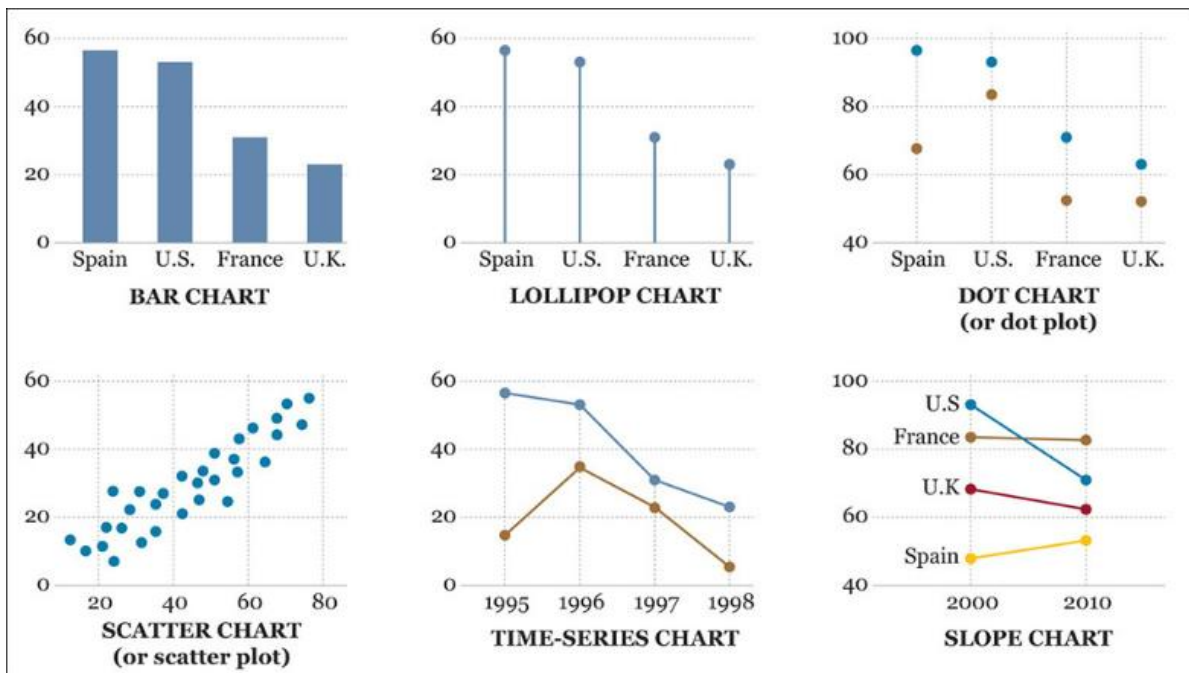 60
40
20
0
Spain U.S. France U.K.
BAR CHART
60
40
20
0
Spain U.S. France U.K.
LOLLIPOP CHART
100
80
60
40
Spain U.S. France U.K.
DOT CHART
(or dot plot)
60
40
20
0
20 40 60 80
SCATTER CHART
(or scatter plot)
60
40
20
0
1995 1996 1997 1998
TIME-SERIES CHART
100
U.S
France
80
U.K
60
Spain
40
2000 2010
SLOPE CHART